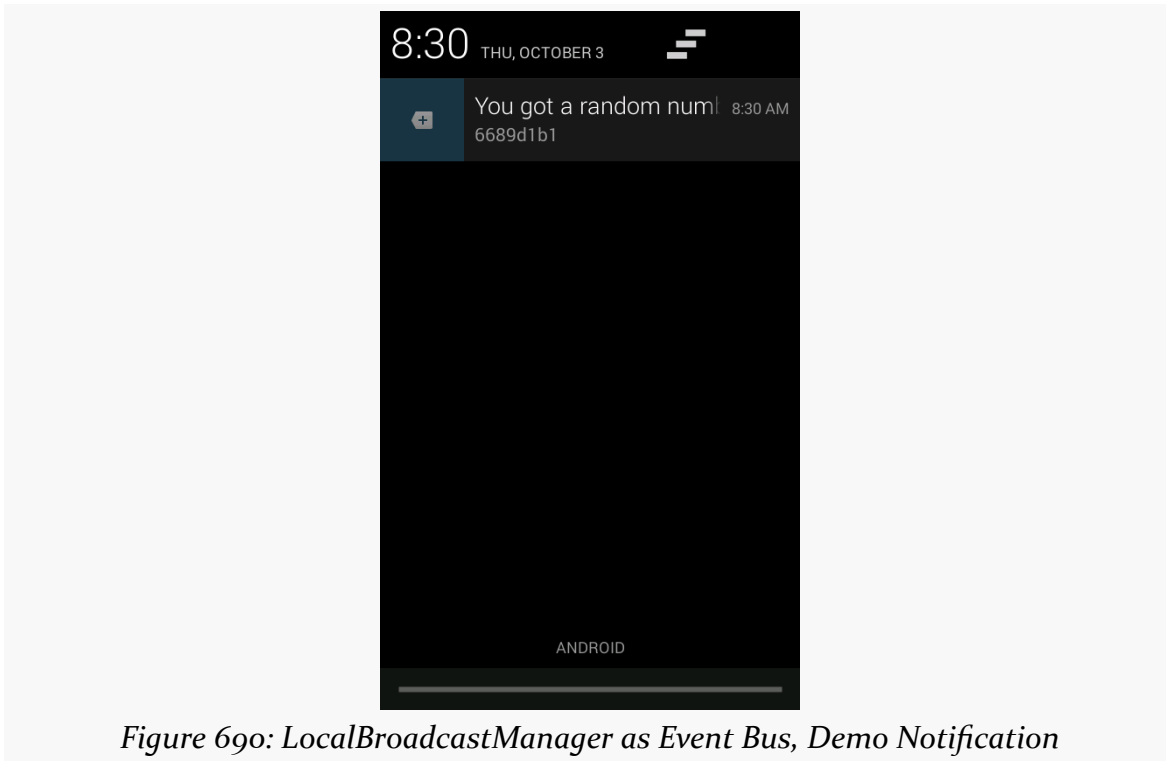 8:30 THU, OCTOBER 3
You got a random num 8:30 AM
6689d1b1
ANDROID
Figure 690: LocalBroadcastManager as Event Bus, Demo Notification